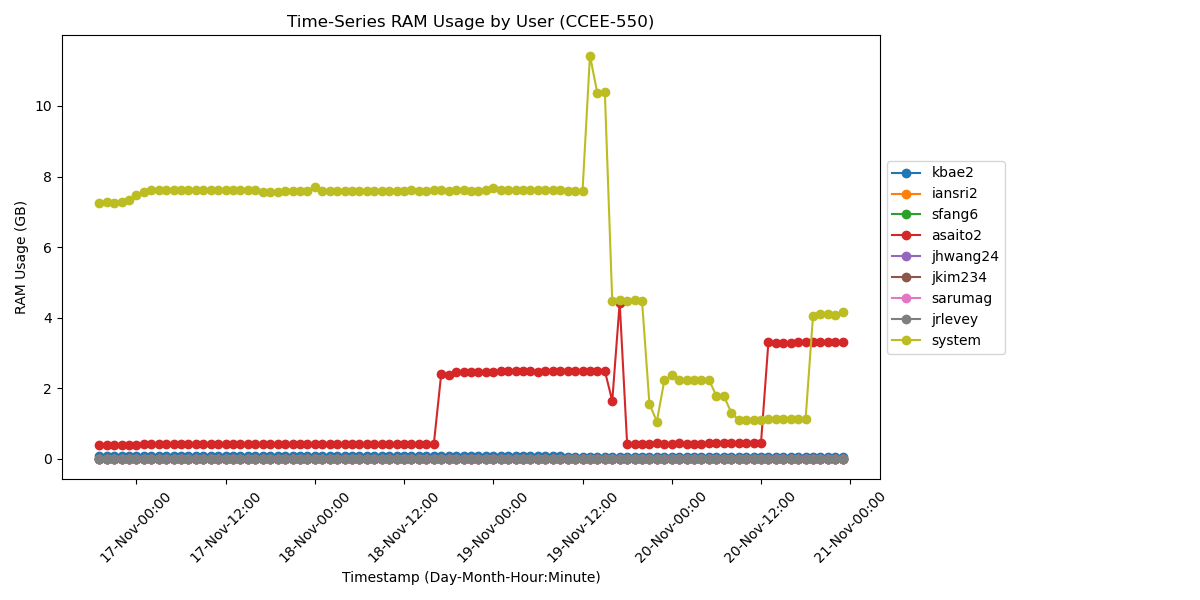 Time-Series RAM Usage by User (CCEE-550)
RAM Usage (GB)
10
8
6
4
2
0
17-Nov-00:00
17-Nov-12:00
18-Nov-00:00
18-Nov-12:00
19-Nov-00:00
19-Nov-12:00
20-Nov-00:00
20-Nov-12:00
21-Nov-00:00
Timestamp (Day-Month-Hour:Minute)
kbae2
iansri2
sfang6
asaito2
jhwang24
jkim234
sarumag
jrlevey
system